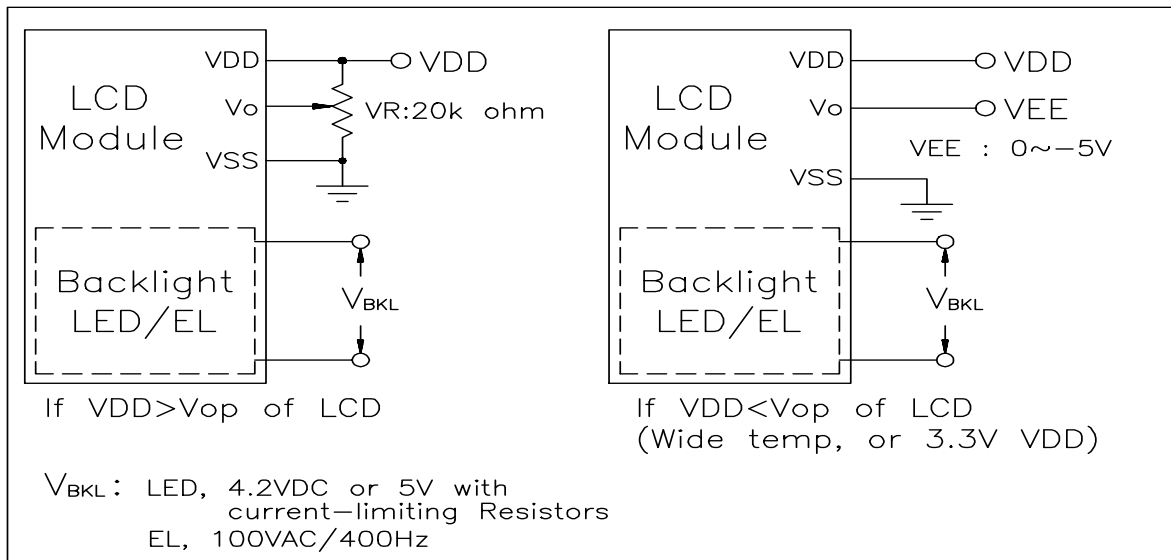 VDD
VDD
LCD
Module
Vo
VR:20k ohm
VSS
Backlight
LED/EL
VBKL
If VDD>Vop of LCD
VDD
VDD
LCD
Module
Vo
VEE
VEE : 0~-5V
VSS
Backlight
LED/EL
VBKL
If VDD<Vop of LCD
(Wide temp, or 3.3V VDD)
VBKL: LED, 4.2VDC or 5V with
current-limiting Resistors
EL, 100VAC/400Hz